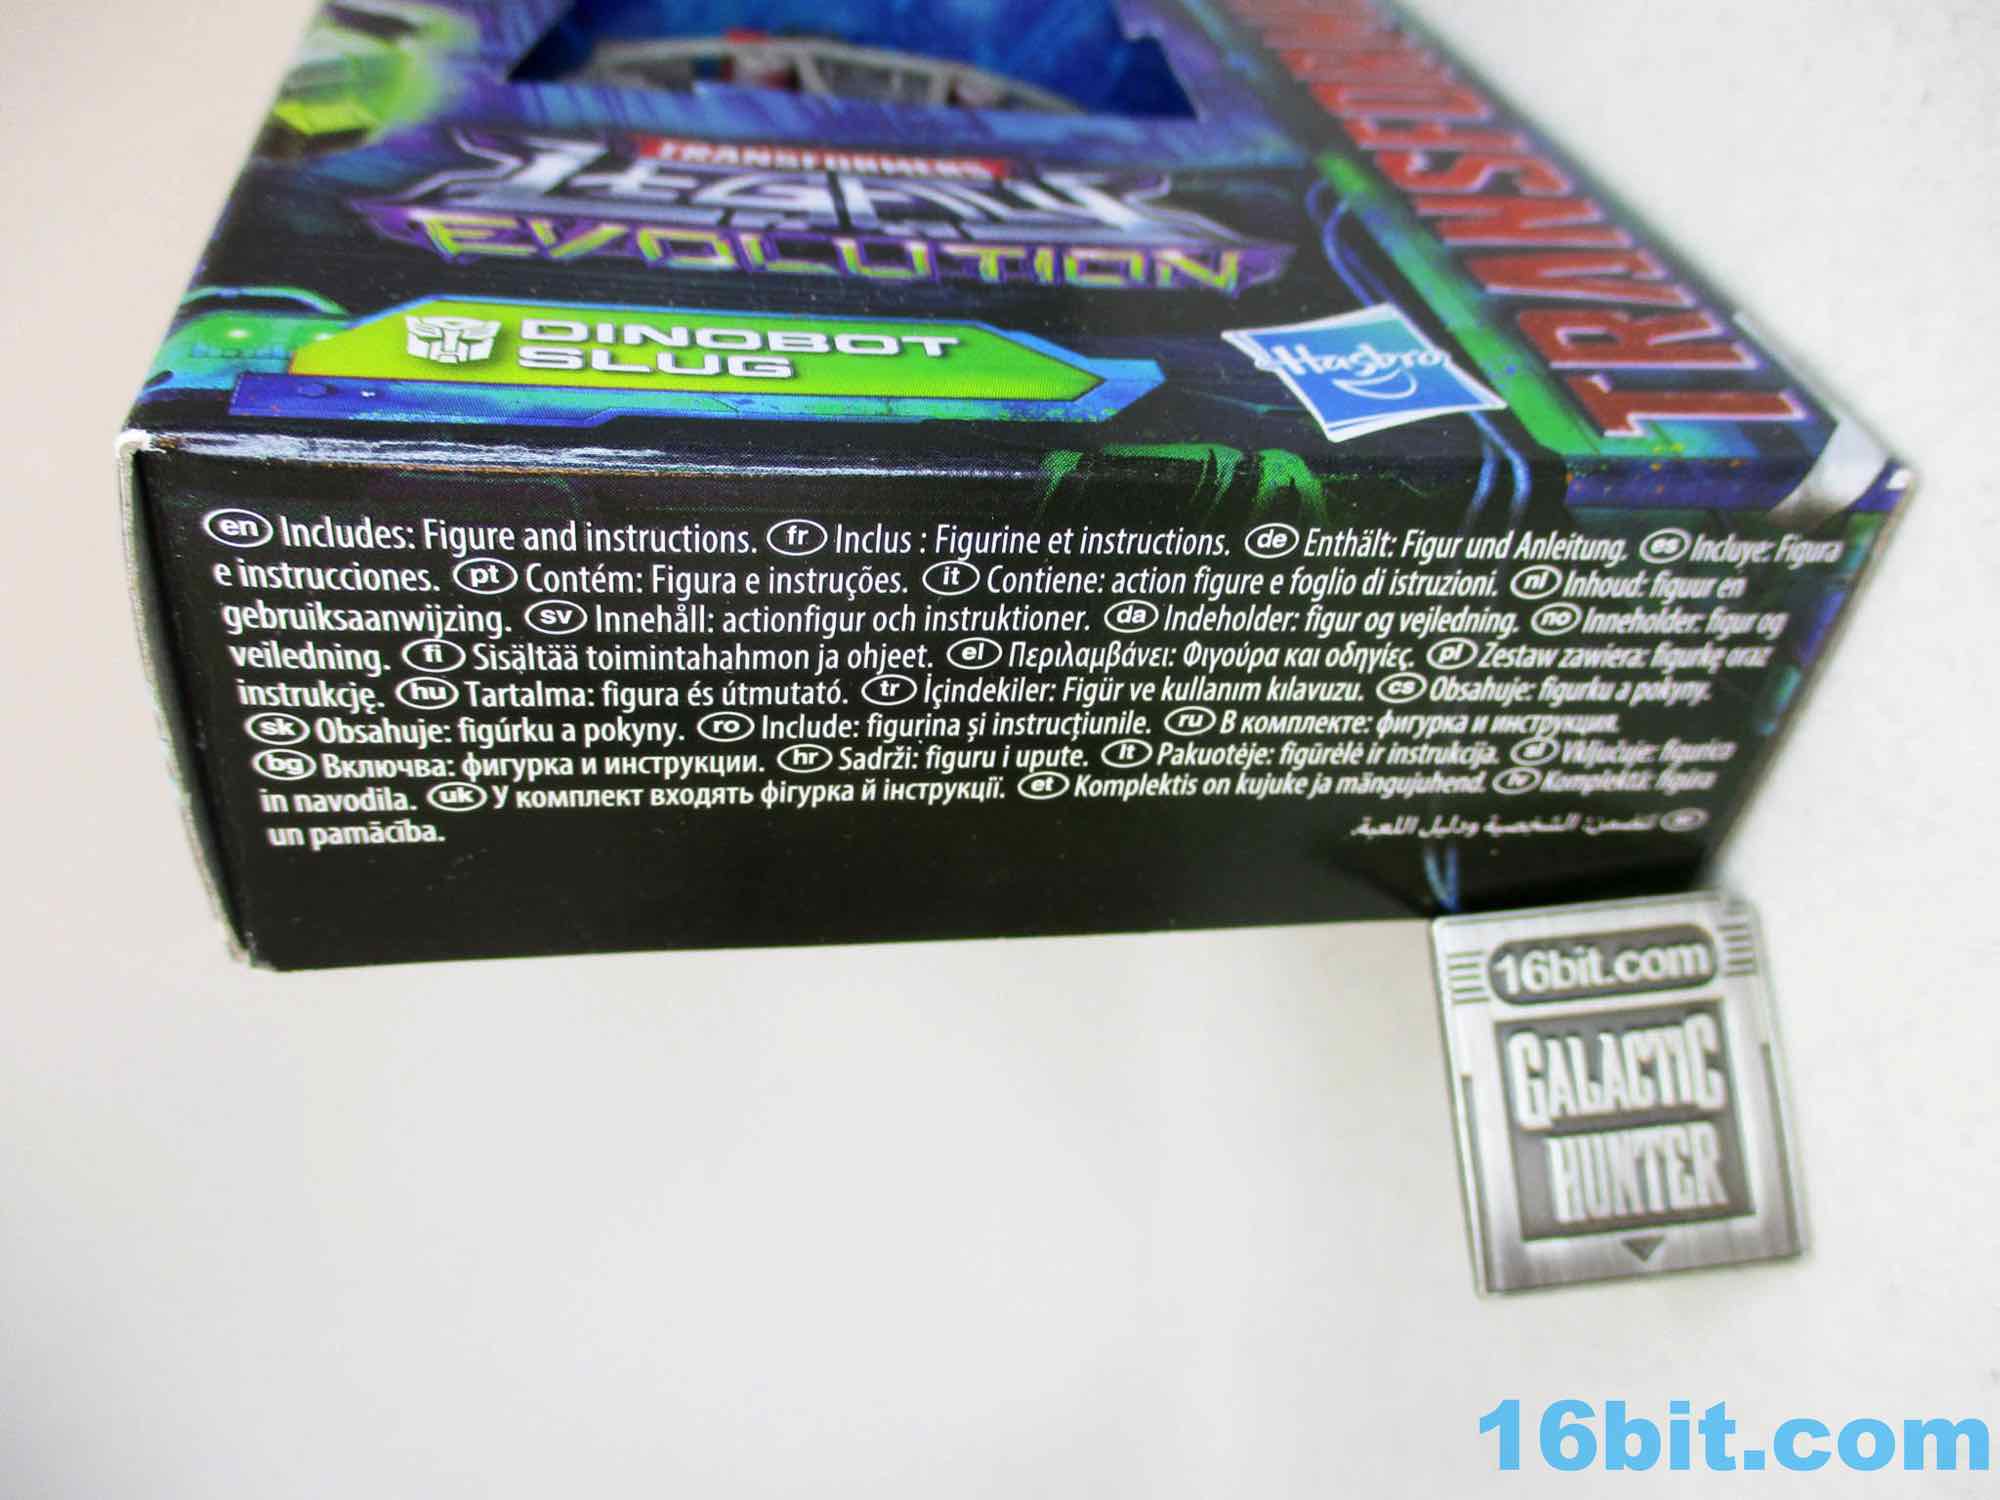 TRANSFORMERS
TRANSFORMERS
LEGACY
EVOLUTION
DINOBOT
SLUG
Hasbro
en Includes: Figure and instructions. fr Inclus : Figurine et instructions. de Enthält: Figur und Anleitung. es Incluye: Figura
e instrucciones. pt Contém: Figura e instruções. it Contiene: action figure e foglio di istruzioni. nl Inhoud: figuur en
gebruiksaanwijzing. sv Innehåll: actionfigur och instruktioner. da Indeholder: figur og vejledning. no Inneholder: figur og
veiledning. fi Sisältää toimintahahmon ja ohjeet. el Περιλαμβάνει: Φιγούρα και οδηγίες. pl Zestaw zawiera: figurkę oraz
instrukcję. hu Tartalma: figura és útmutató. tr İçindekiler: Figür ve kullanım kılavuzu. cs Obsahuje: figurku a pokyny.
sk Obsahuje: figúrku a pokyny. ro Include: figurina și instrucțiunile. ru В комплекте: фигурка и инструкция.
bg Включва: фигурка и инструкции. hr Sadrži: figuru i upute. lt Pakuotėje: figūrėlė ir instrukcija. sl Vključuje: figurica
in navodila. uk У комплект входять фігурка й інструкції. et Komplektis on kujuke ja mängujuhend. lv Komplektā: figūra
un pamācība.
تتضمن: الشخصية ودليل اللعبة.
16bit.com
GALACTIC
HUNTER
16bit.com